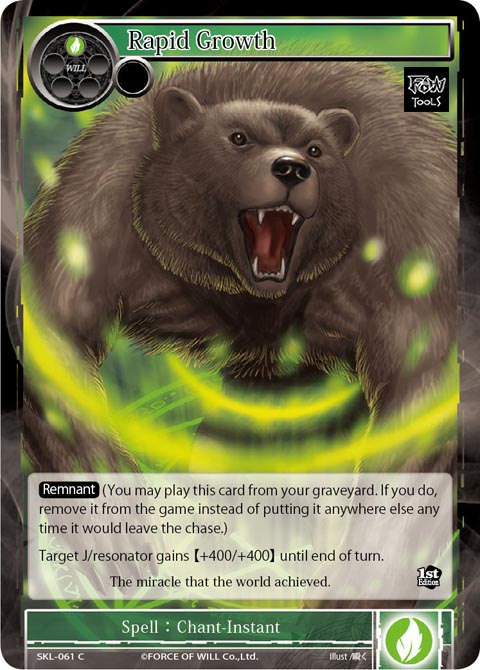 Rapid Growth
WILL
FOW
TOOLS
Remnant (You may play this card from your graveyard. If you do,
remove it from the game instead of putting it anywhere else any
time it would leave the chase.)
Target J/resonator gains 【+400/+400】 until end of turn.
The miracle that the world achieved.
1st
Edition
Spell : Chant-Instant
SKL-061 C ©FORCE OF WILL Co.,Ltd. Illust /